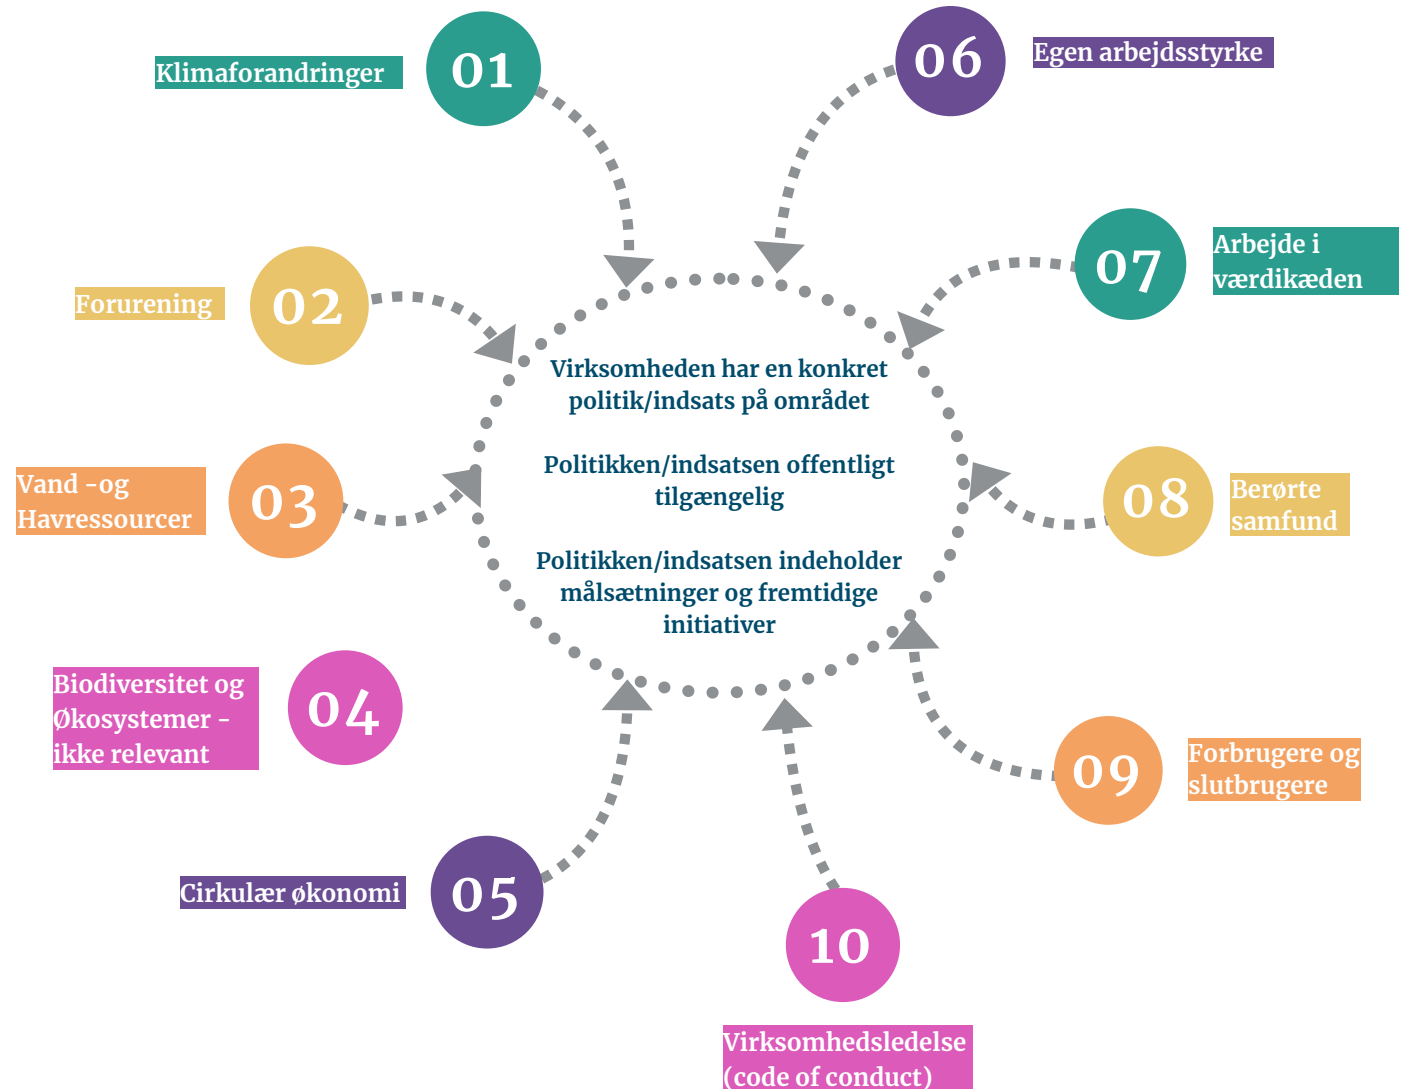 01
Klimaforandringer
02
Forurening
03
Vand -og
Havressourcer
04
Biodiversitet og
Økosystemer -
ikke relevant
05
Cirkulær økonomi
Virksomheden har en konkret
politik/indsats på området
Politikken/indsatsen offentligt
tilgængelig
Politikken/indsatsen indeholder
målsætninger og fremtidige
initiativer
06
Egen arbejdsstyrke
07
Arbejde i
værdikæden
08
Berørte
samfund
09
Forbrugere og
slutbrugere
10
Virksomhedsledelse
(code of conduct)